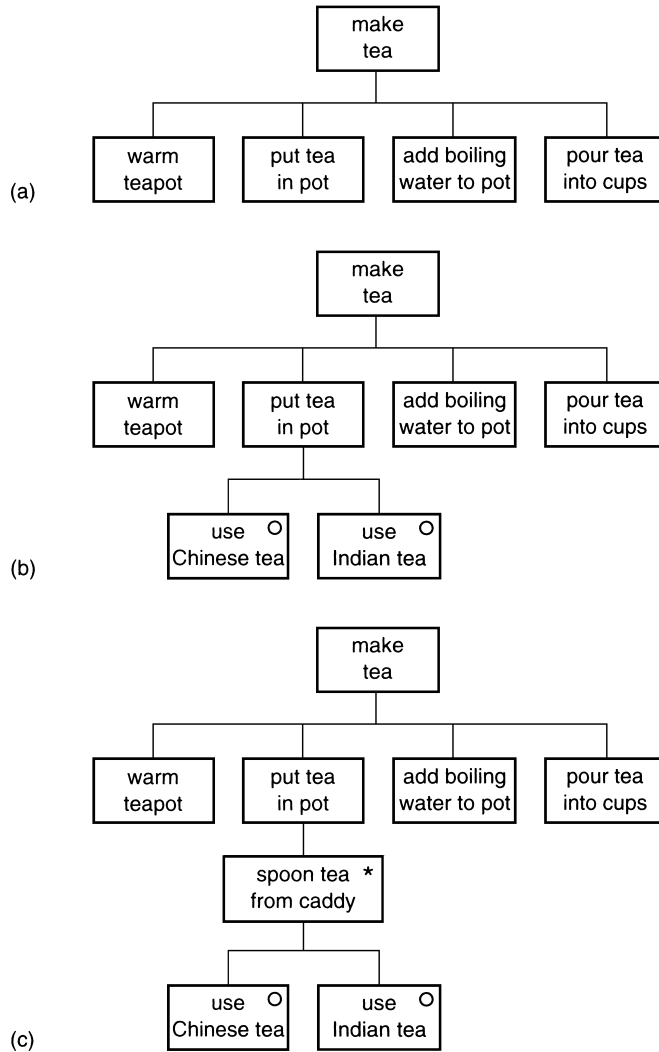 make
tea
warm
teapot
put tea
in pot
add boiling
water to pot
pour tea
into cups
(a)
make
tea
warm
teapot
put tea
in pot
add boiling
water to pot
pour tea
into cups
use
Chinese tea
use
Indian tea
(b)
make
tea
warm
teapot
put tea
in pot
add boiling
water to pot
pour tea
into cups
spoon tea *
from caddy
use
Chinese tea
use
Indian tea
(c)